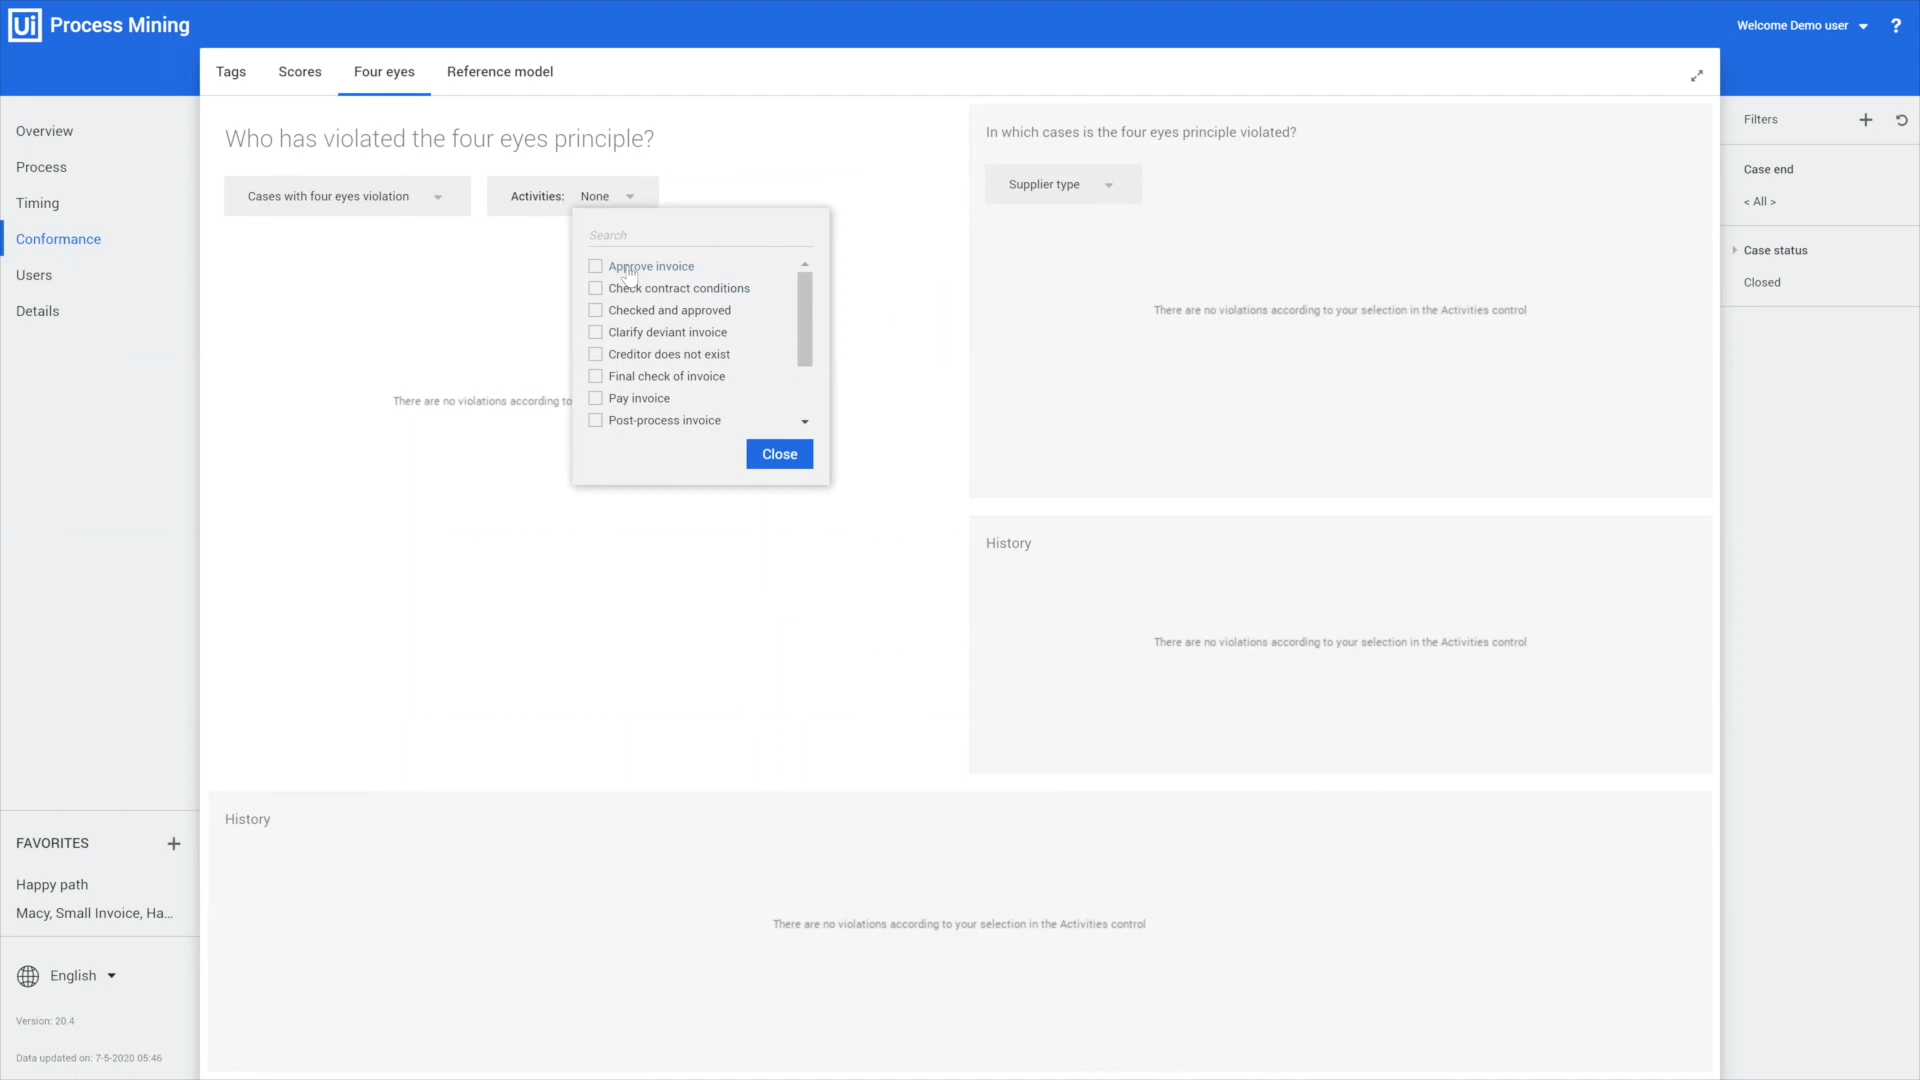 Ui Process Mining
Welcome Demo user
?
Tags
Scores
Four eyes
Reference model
Overview
Process
Timing
Conformance
Users
Details
Who has violated the four eyes principle?
Cases with four eyes violation
Activities: None
Search
Approve invoice
Check contract conditions
Checked and approved
Clarify deviant invoice
Creditor does not exist
Final check of invoice
Pay invoice
Post-process invoice
Close
There are no violations according to
In which cases is the four eyes principle violated?
Supplier type
There are no violations according to your selection in the Activities control
History
There are no violations according to your selection in the Activities control
History
There are no violations according to your selection in the Activities control
Filters
Case end
< All >
Case status
Closed
FAVORITES
Happy path
Macy, Small Invoice, Ha...
English
Version: 20.4
Data updated on: 7-5-2020 05:46